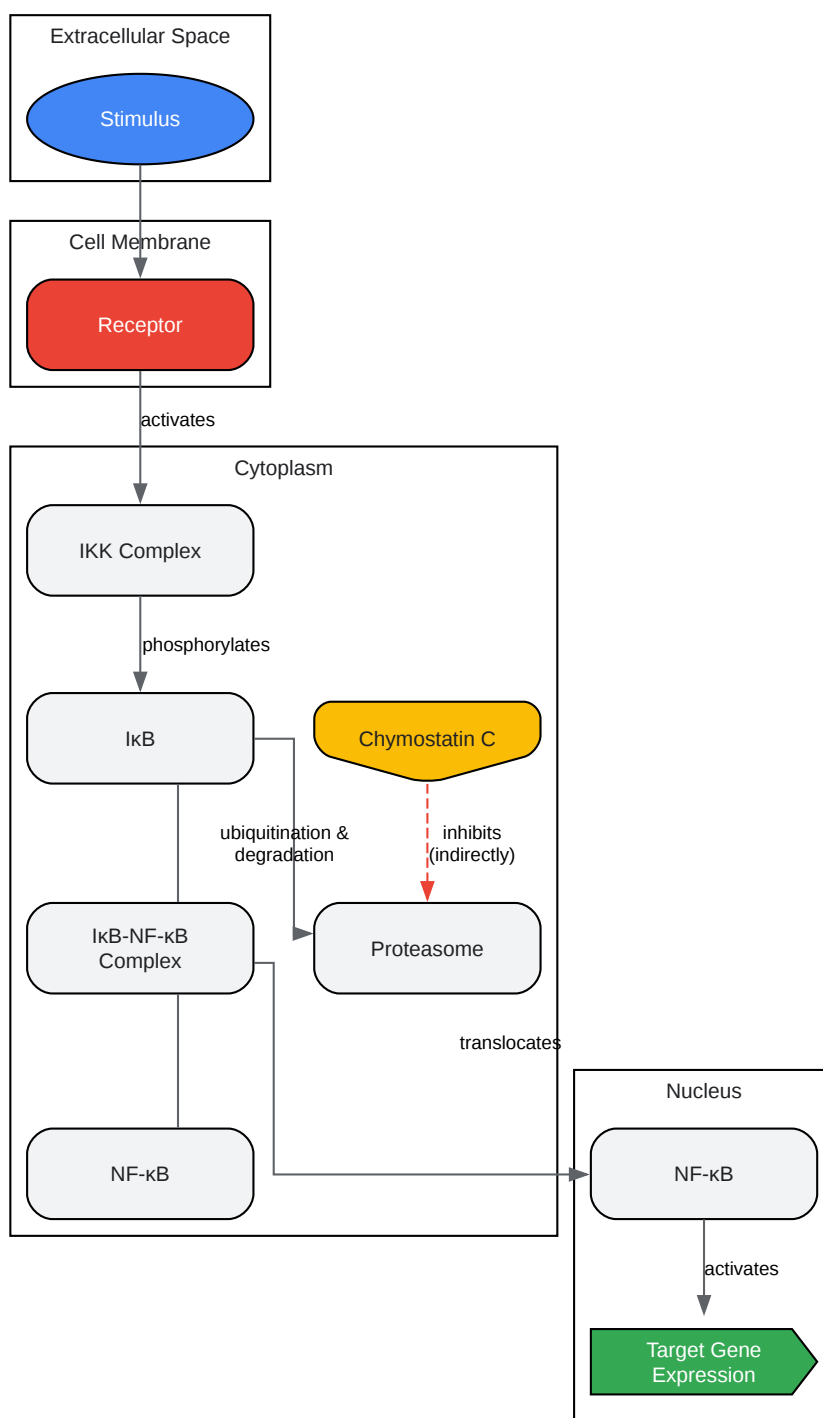 Extracellular Space
Stimulus
Cell Membrane
Receptor
activates
Cytoplasm
IKK Complex
phosphorylates
IκB
Chymostatin C
ubiquitination &
degradation
inhibits
(indirectly)
IκB-NF-κB
Complex
Proteasome
translocates
Nucleus
NF-κB
NF-κB
activates
Target Gene
Expression